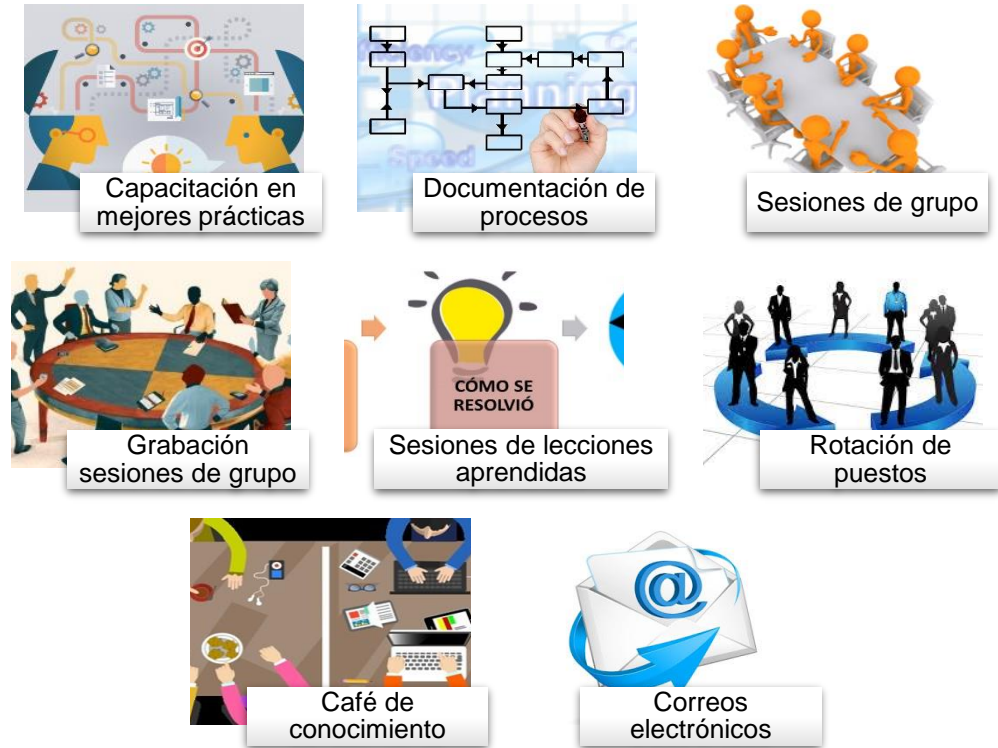 Capacitación en
mejores prácticas
Documentación de
procesos
Sesiones de grupo
Grabación
sesiones de grupo
CÓMO SE
RESOLVIÓ
Sesiones de lecciones
aprendidas
Rotación de
puestos
Café de
conocimiento
@
Correos
electrónicos